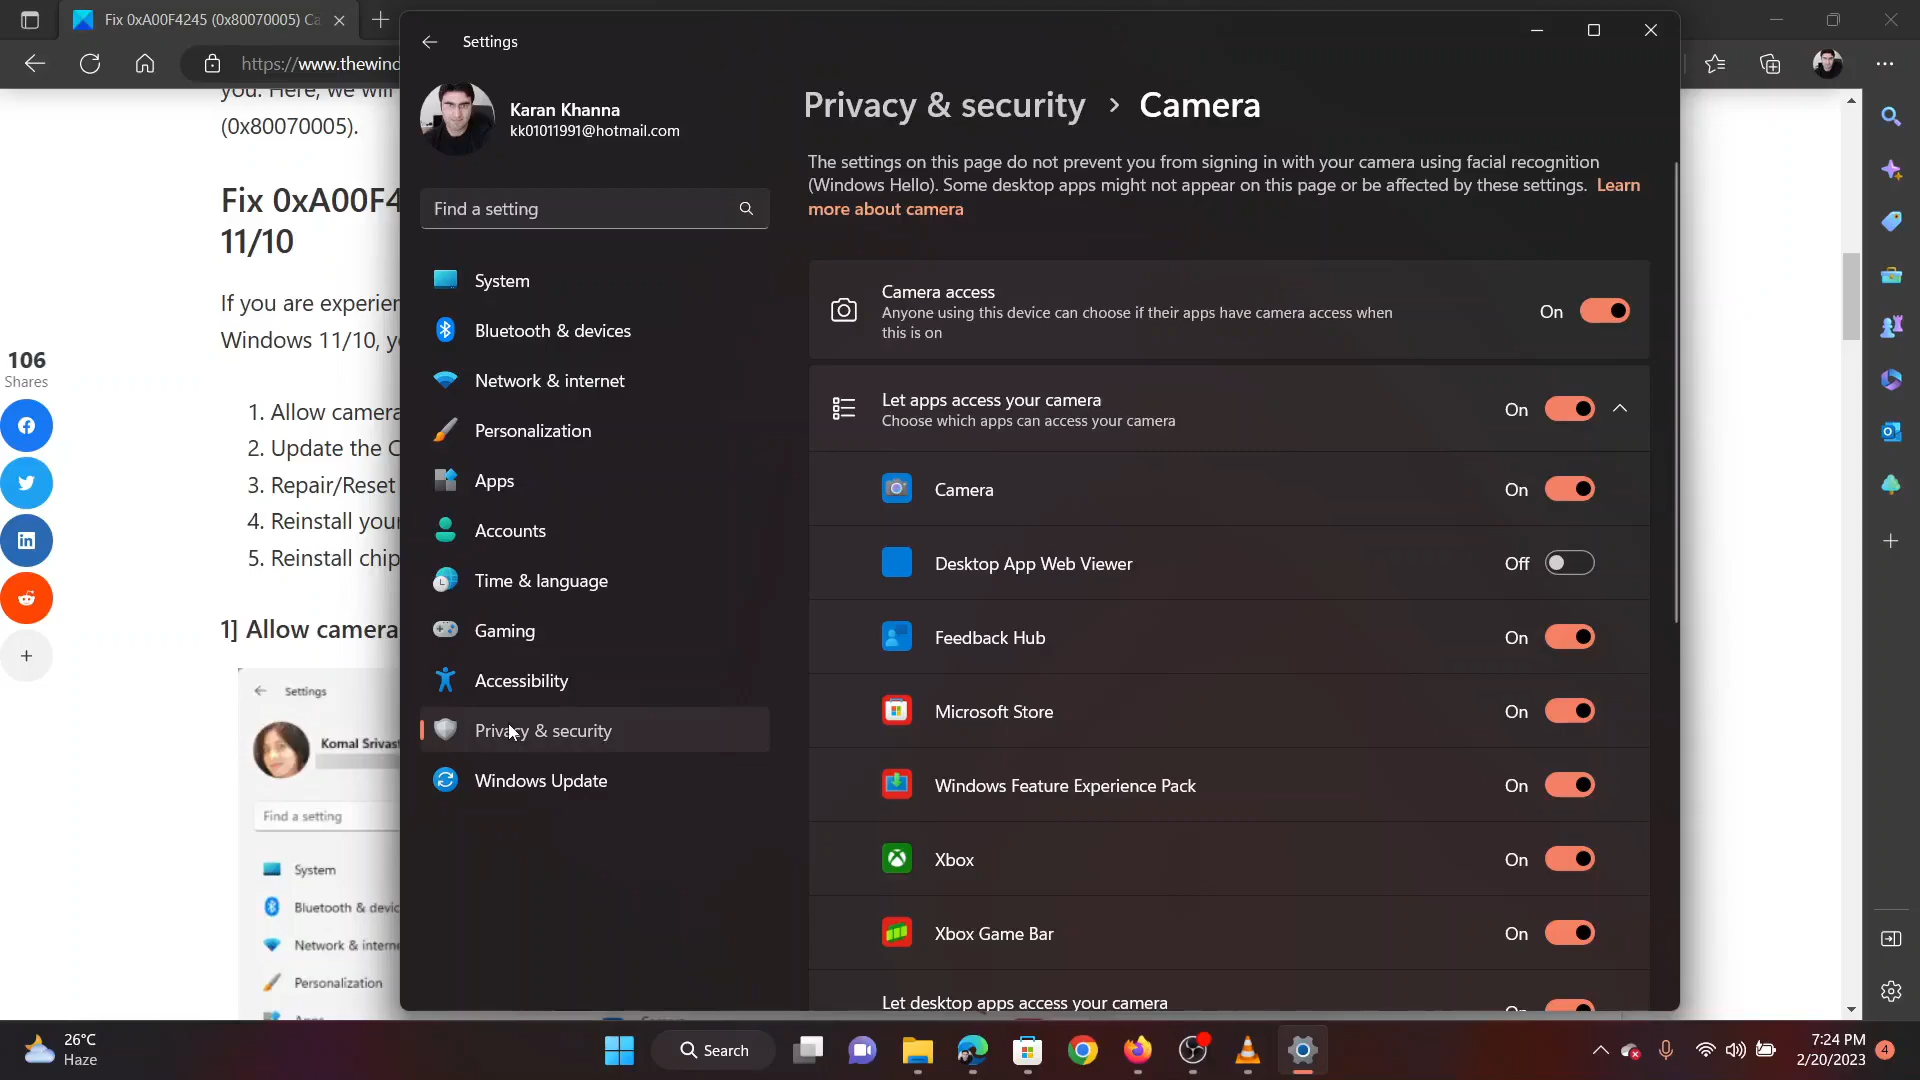 Fix 0xA00F4245 (0x80070005) Ca
https://www.thewind
you. Here, we will
(0x80070005).
Fix 0xA00F4
11/10
If you are experien
Windows 11/10, y
106
Shares
1. Allow camera
2. Update the C
3. Repair/Reset
4. Reinstall your
5. Reinstall chip
1] Allow camera
Settings
Komal Srivast
Find a setting
System
Bluetooth & devic
Network & interne
Personalization
Settings
Karan Khanna
kk01011991@hotmail.com
Find a setting
System
Bluetooth & devices
Network & internet
Personalization
Apps
Accounts
Time & language
Gaming
Accessibility
Privacy & security
Windows Update
Privacy & security > Camera
The settings on this page do not prevent you from signing in with your camera using facial recognition
(Windows Hello). Some desktop apps might not appear on this page or be affected by these settings. Learn
more about camera
Camera access
Anyone using this device can choose if their apps have camera access when
this is on
On
Let apps access your camera
Choose which apps can access your camera
On
Camera
On
Desktop App Web Viewer
Off
Feedback Hub
On
Microsoft Store
On
Windows Feature Experience Pack
On
Xbox
On
Xbox Game Bar
On
Let desktop apps access your camera
On
26°C
Haze
Search
7:24 PM
2/20/2023
4